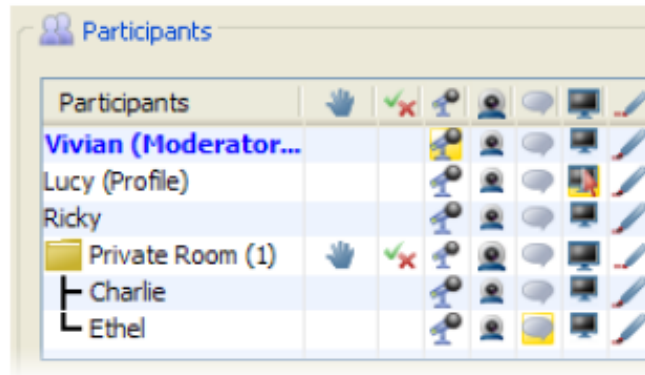 Participants
Participants
Vivian (Moderator...
Lucy (Profile)
Ricky
Private Room (1)
Charlie
Ethel